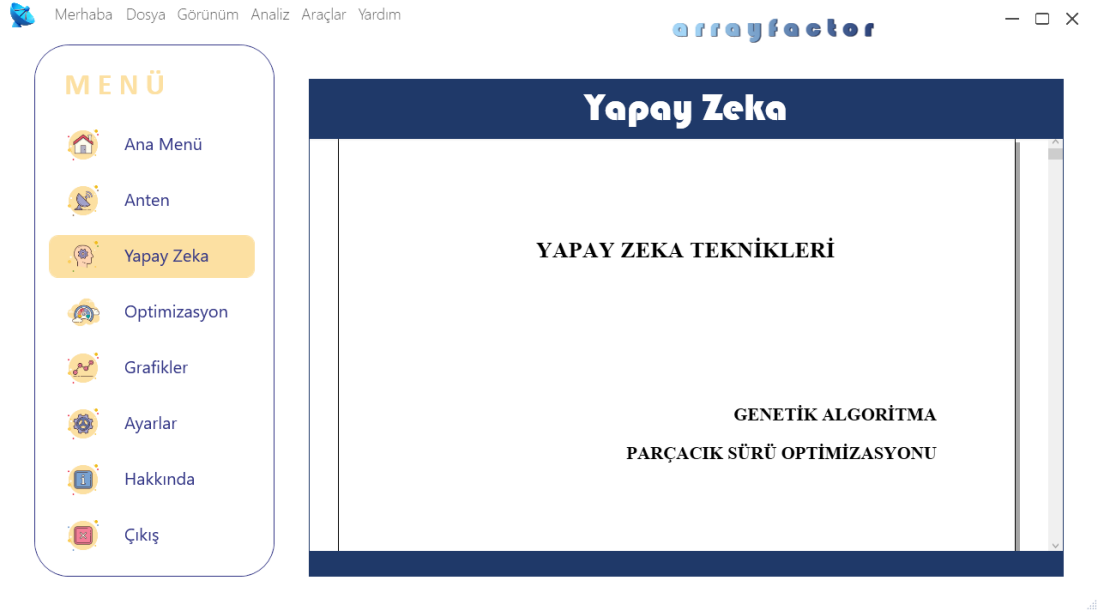 Merhaba Dosya Görünüm Analiz Araçlar Yardım
arrayfactor
MENÜ
Ana Menü
Anten
Yapay Zeka
Optimizasyon
Grafikler
Ayarlar
Hakkında
Çıkış
Yapay Zeka
YAPAY ZEKA TEKNİKLERİ
GENETİK ALGORİTMA
PARÇACIK SÜRÜ OPTİMİZASYONU